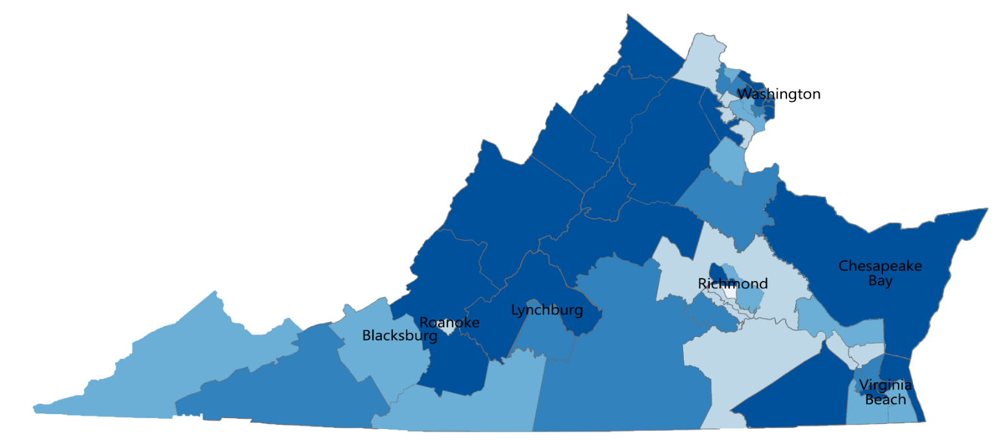 Washington
Chesapeake
Bay
Richmond
Lynchburg
Roanoke
Blacksburg
Virginia
Beach